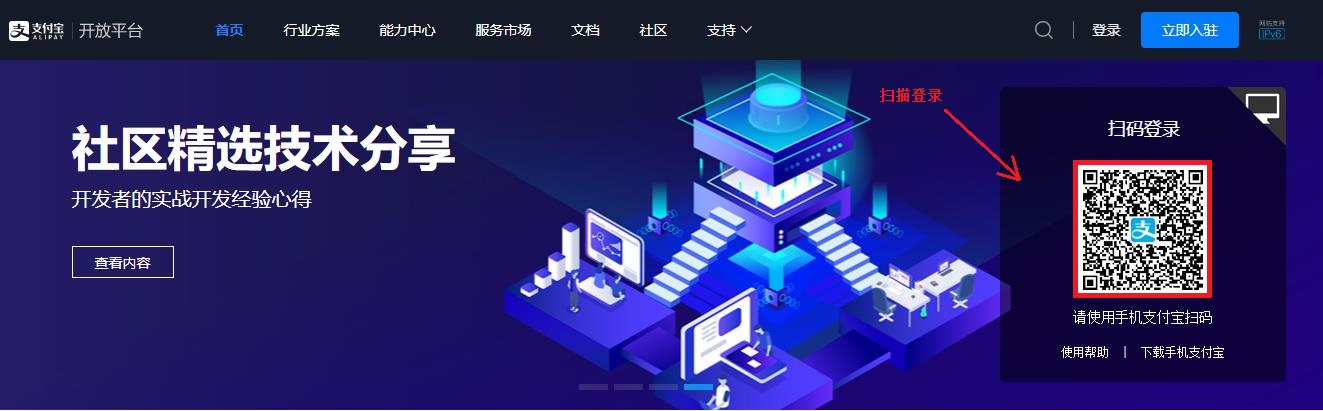 支付宝 ALIPAY 开放平台 首页 行业方案 能力中心 服务市场 文档 社区 支持 登录 立即入驻 网站支持 IPv6
扫描登录
扫码登录
社区精选技术分享
开发者的实战开发经验心得
查看内容
请使用手机支付宝扫码
使用帮助 | 下载手机支付宝